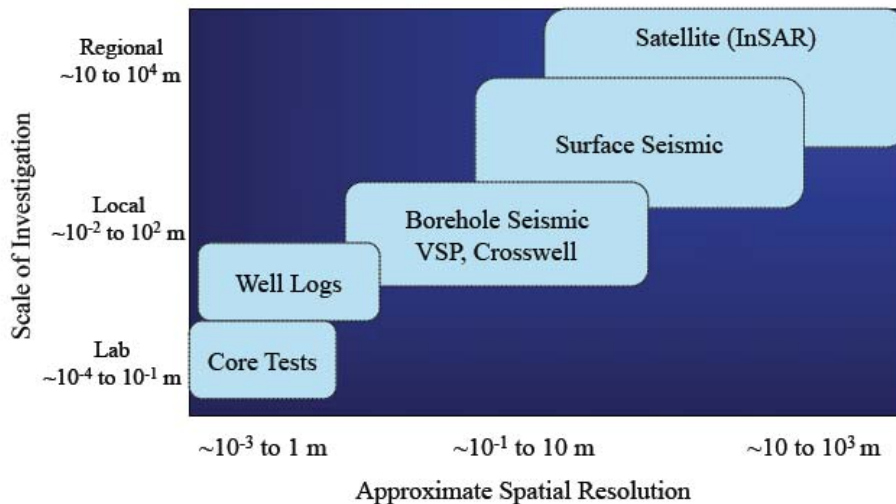 Regional
~10 to 10⁴ m
Satellite (InSAR)
Surface Seismic
Scale of Investigation
Local
~10⁻² to 10² m
Borehole Seismic
VSP, Crosswell
Well Logs
Lab
~10⁻⁴ to 10⁻¹ m
Core Tests
~10⁻³ to 1 m
~10⁻¹ to 10 m
~10 to 10³ m
Approximate Spatial Resolution